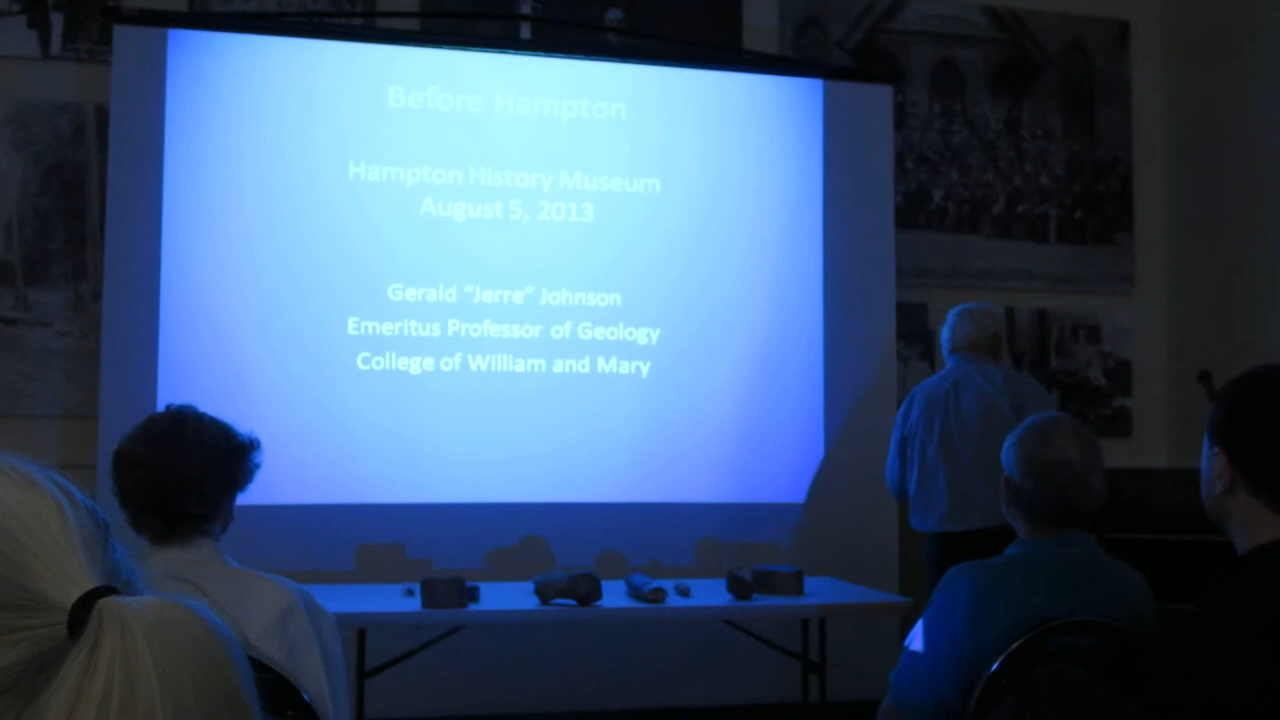 Before Hampton
Hampton History Museum
August 5, 2013
Gerald “Jerre” Johnson
Emeritus Professor of Geology
College of William and Mary